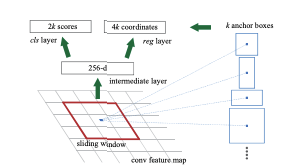 2k scores
4k coordinates
k anchor boxes
cls layer
reg layer
256-d
intermediate layer
sliding window
conv feature map